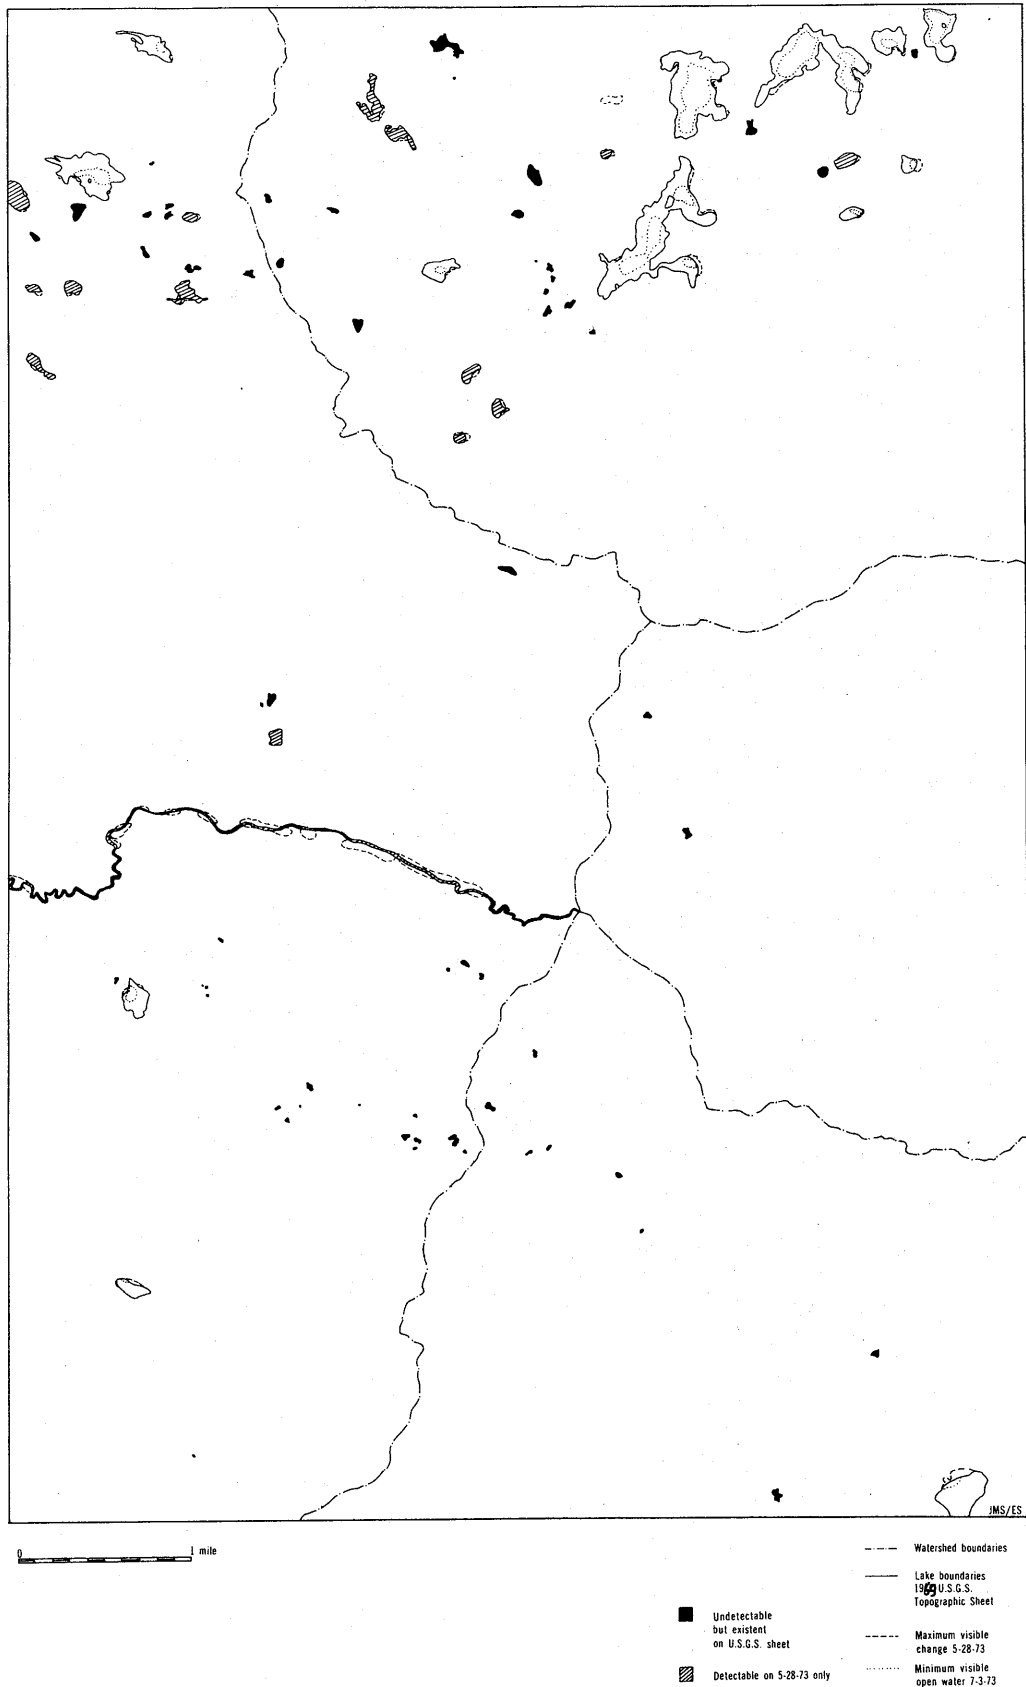 JMS/ES
0
1 mile
Watershed boundaries
Lake boundaries
1969 U.S.G.S.
Topographic Sheet
Undetectable
but existent
on U.S.G.S. sheet
Maximum visible
change 5-28-73
Detectable on 5-28-73 only
Minimum visible
open water 7-3-73